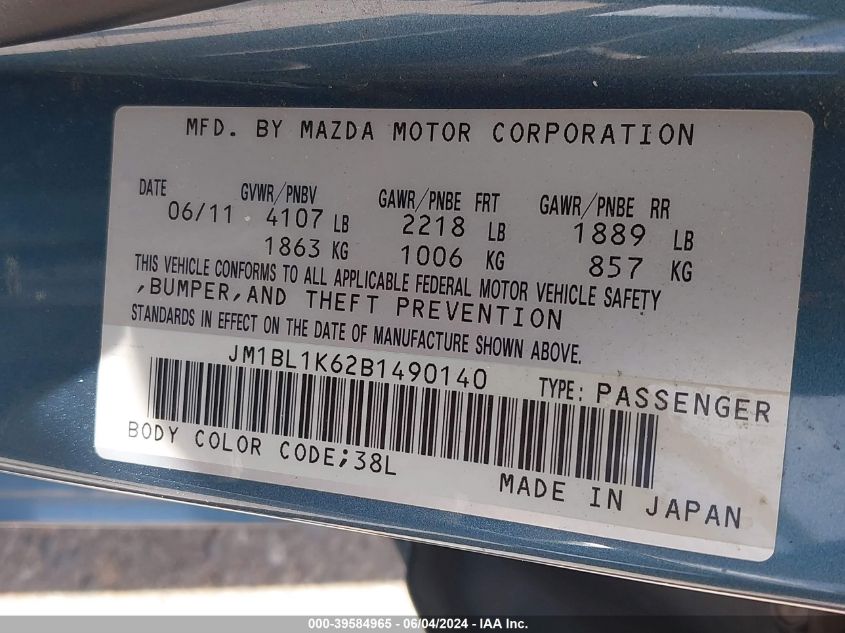 MFD. BY MAZDA MOTOR CORPORATION
DATE GVWR/PNBV GAWR/PNBE FRT GAWR/PNBE RR
06/11 4107 LB 2218 LB 1889 LB
1863 KG 1006 KG 857 KG
THIS VEHICLE CONFORMS TO ALL APPLICABLE FEDERAL MOTOR VEHICLE SAFETY
,BUMPER,AND THEFT PREVENTION
STANDARDS IN EFFECT ON THE DATE OF MANUFACTURE SHOWN ABOVE.
JM1BL1K62B1490140 TYPE: PASSENGER
BODY COLOR CODE;38L
MADE IN JAPAN
000-39584965 - 06/04/2024 - IAA Inc.